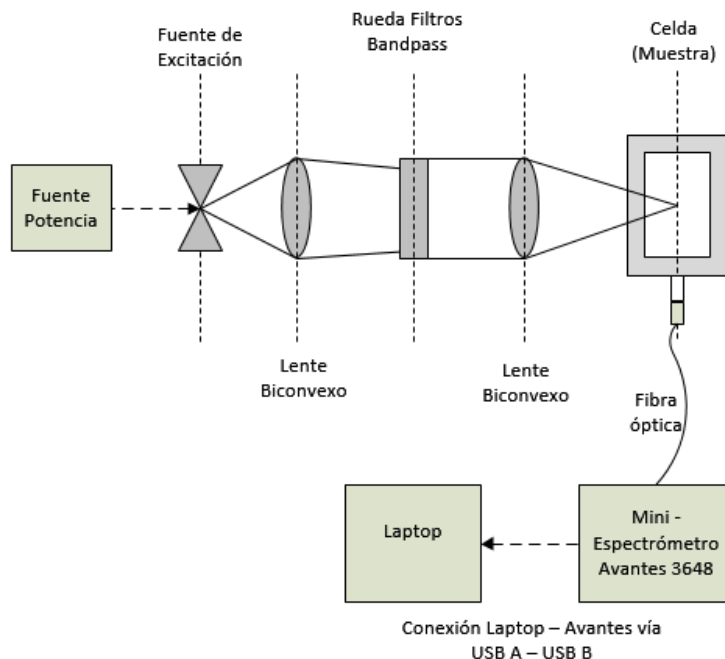 Fuente de
Excitación
Rueda Filtros
Bandpass
Celda
(Muestra)
Fuente
Potencia
Lente
Biconvexo
Lente
Biconvexo
Fibra
óptica
Laptop
Mini -
Espectrómetro
Avantes 3648
Conexión Laptop – Avantes vía
USB A – USB B